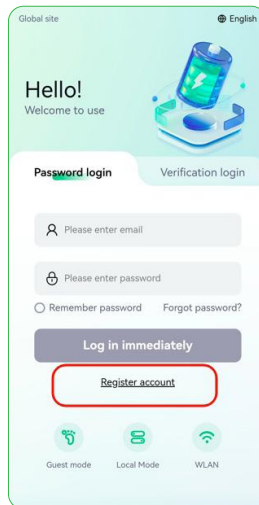 Global site
English
Hello!
Welcome to use
Password login
Verification login
Please enter email
Please enter password
Remember password
Forgot password?
Log in immediately
Register account
Guest mode
Local Mode
WLAN